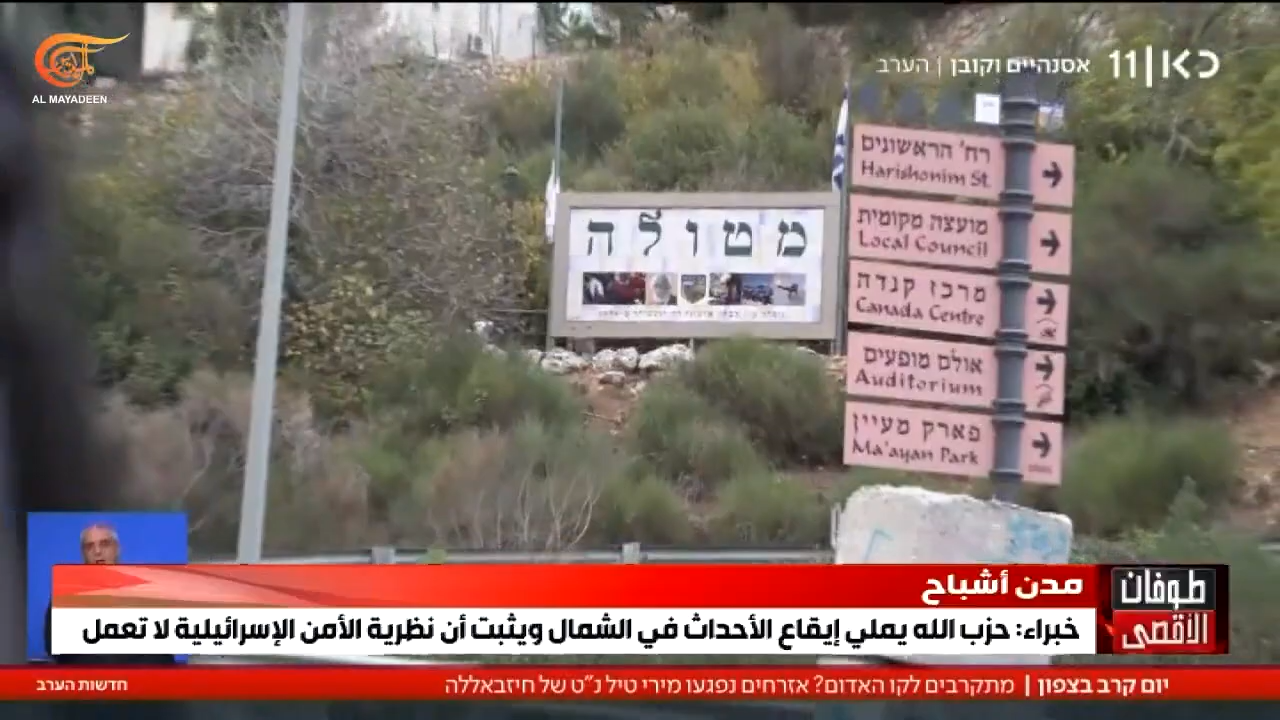 AL MAYADEEN
כאן|11
אסנהיים וקובן | הערב
רח' הראשונים
Harishonim St.
מועצה מקומית
Local Council
מרכז קנדה
Canada Centre
אולם מופעים
Auditorium
פארק מעיין
Ma'ayan Park
מטולה
مدن أشباح
طوفان
الأقصى
خبراء: حزب الله يملي إيقاع الأحداث في الشمال ويثبت أن نظرية الأمن الإسرائيلية لا تعمل
יום קרב בצפון | מתקרבים לקו האדום? אזרחים נפגעו מירי טיל נ"ט של חיזבאללה
חדשות הערב